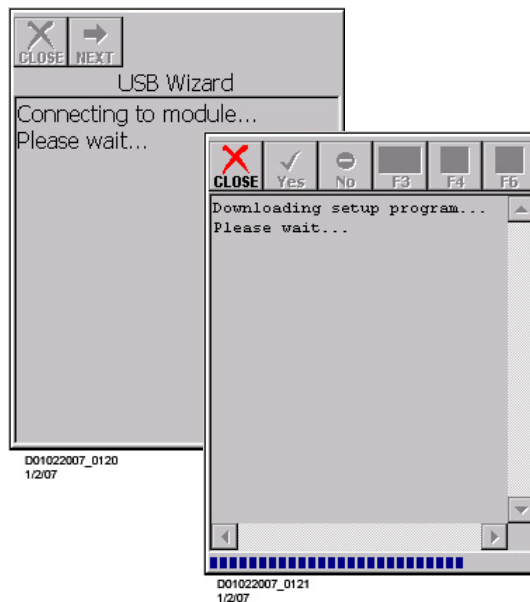 CLOSE NEXT
USB Wizard
Connecting to module...
Please wait...
D01022007_0120
1/2/07
CLOSE Yes No F3 F4 F5
Downloading setup program...
Please wait...
D01022007_0121
1/2/07